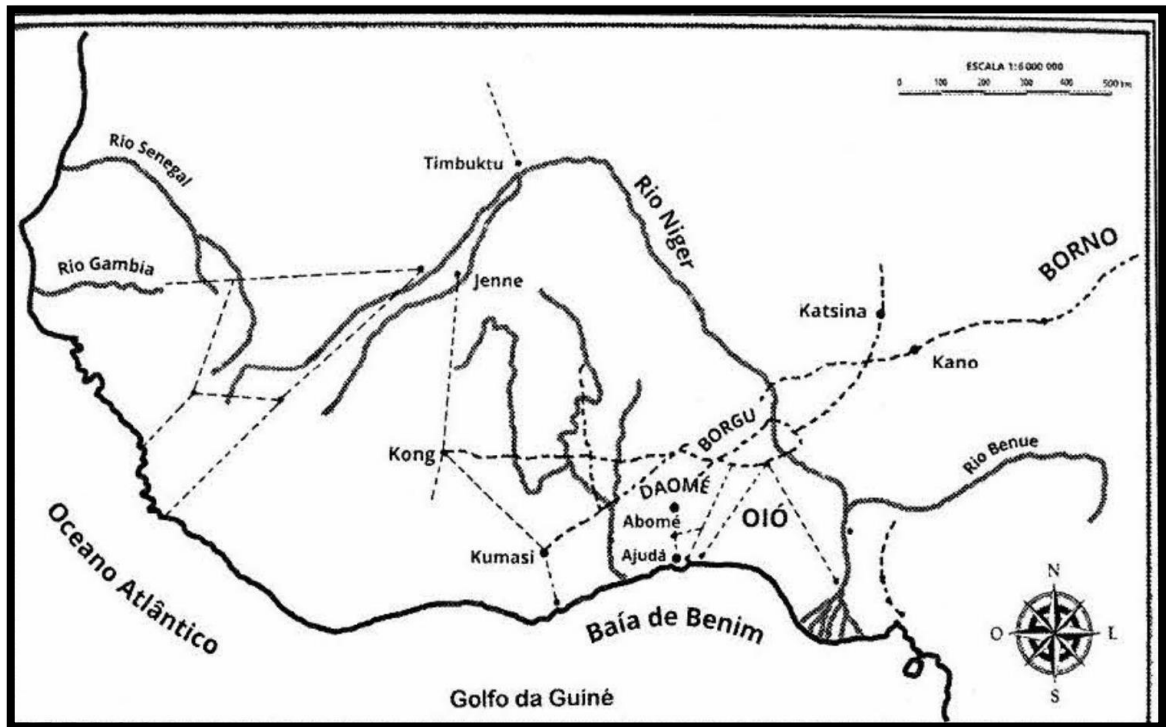 ESCALA 1:6 000 000
0 100 200 300 400 500 km
Rio Senegal
Timbuktu
Rio Niger
BORNO
Rio Gambia
Jenne
Katsina
Kano
BORGU
Kong
Rio Benue
DAOMÉ
Abomé
OIÓ
Oceano Atlântico
Kumasi
Ajudá
Baía de Benim
N
O
L
S
Golfo da Guiné